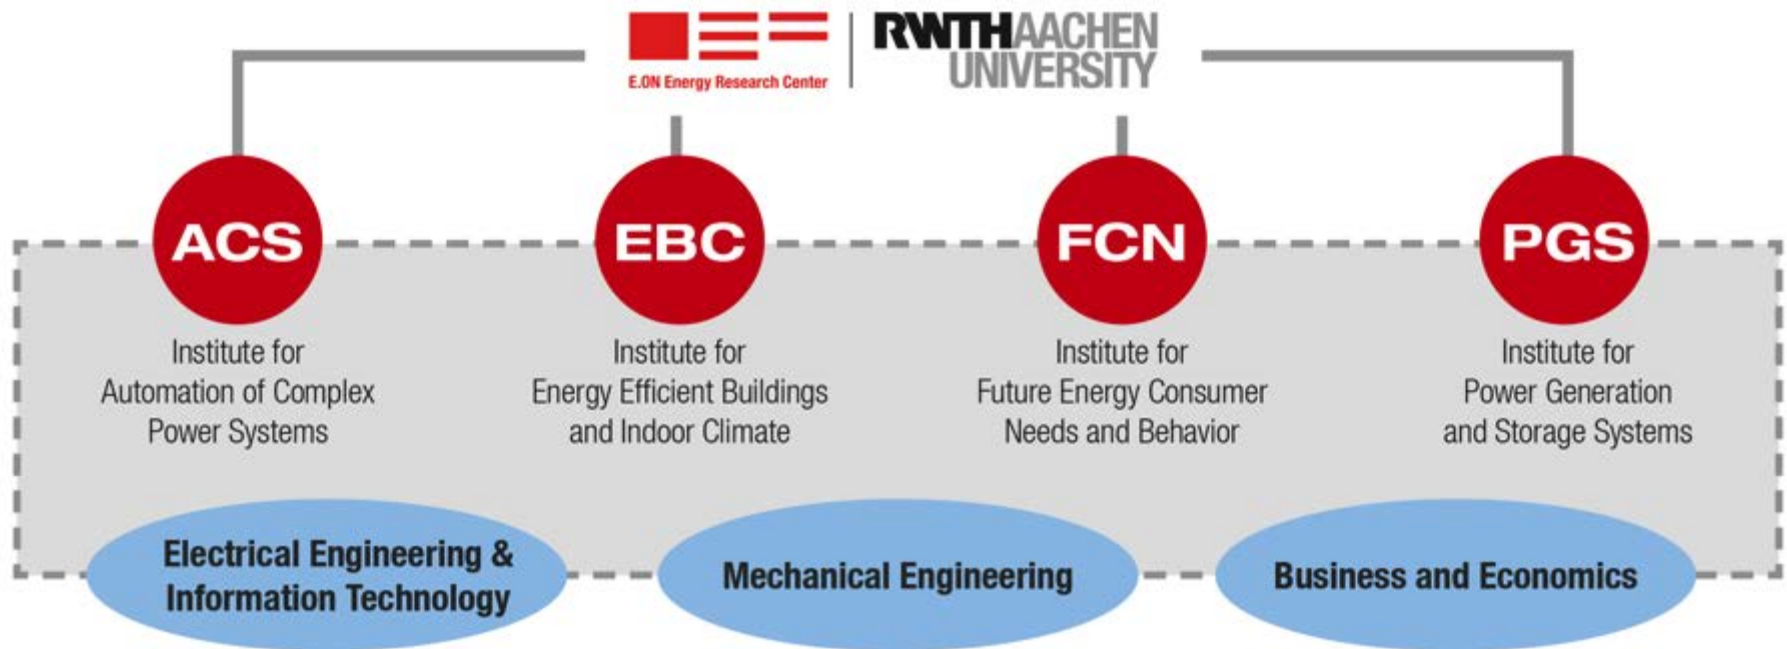 E.ON Energy Research Center
RWTHAACHEN
UNIVERSITY
ACS
EBC
FCN
PGS
Institute for
Automation of Complex
Power Systems
Institute for
Energy Efficient Buildings
and Indoor Climate
Institute for
Future Energy Consumer
Needs and Behavior
Institute for
Power Generation
and Storage Systems
Electrical Engineering &
Information Technology
Mechanical Engineering
Business and Economics